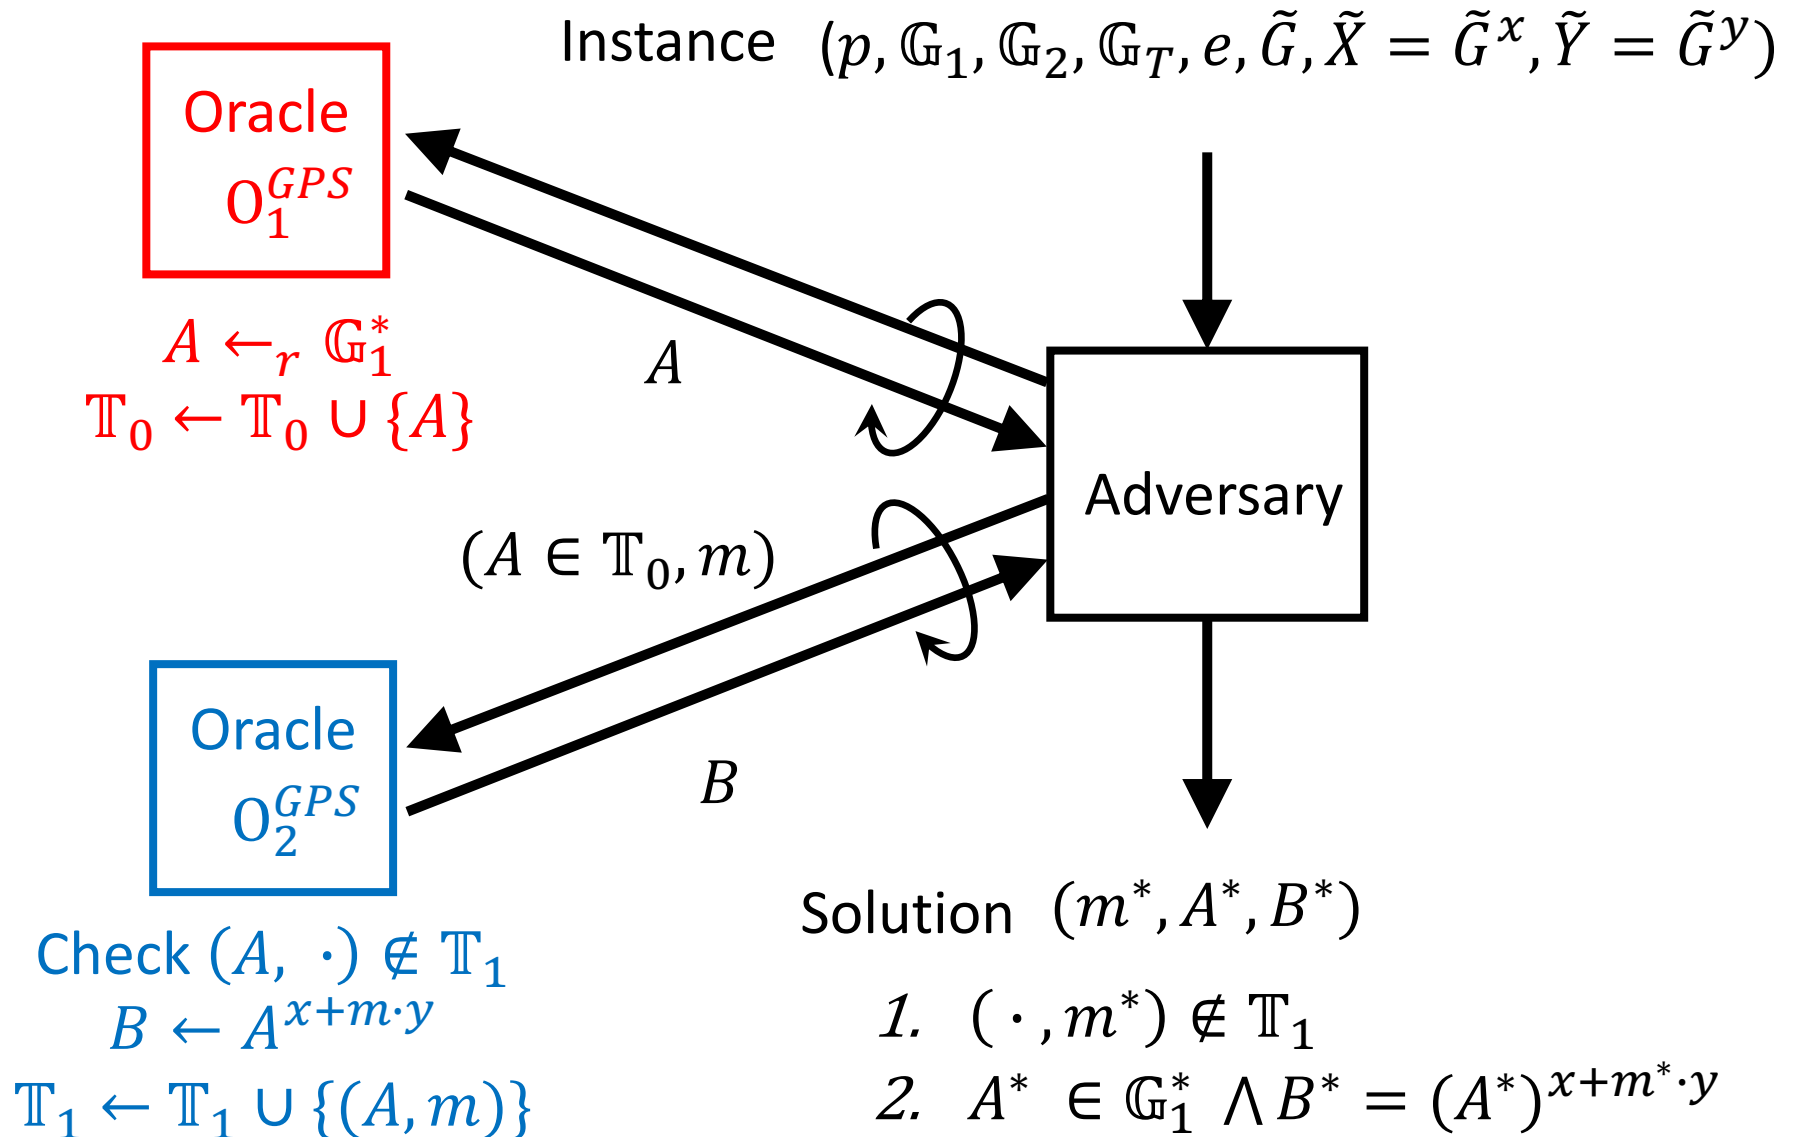 Instance (p, 𝔾₁, 𝔾₂, 𝔾_T, e, G̃, X̃ = G̃ˣ, Ỹ = G̃ʸ)
Oracle
O₁^{GPS}
A ←ᵣ 𝔾₁*
𝕋₀ ← 𝕋₀ ∪ {A}
A
Adversary
(A ∈ 𝕋₀, m)
B
Oracle
O₂^{GPS}
Check (A, ·) ∉ 𝕋₁
B ← A^{x+m·y}
𝕋₁ ← 𝕋₁ ∪ {(A, m)}
Solution (m*, A*, B*)
1. (·, m*) ∉ 𝕋₁
2. A* ∈ 𝔾₁* ⋀ B* = (A*)^{x+m*·y}